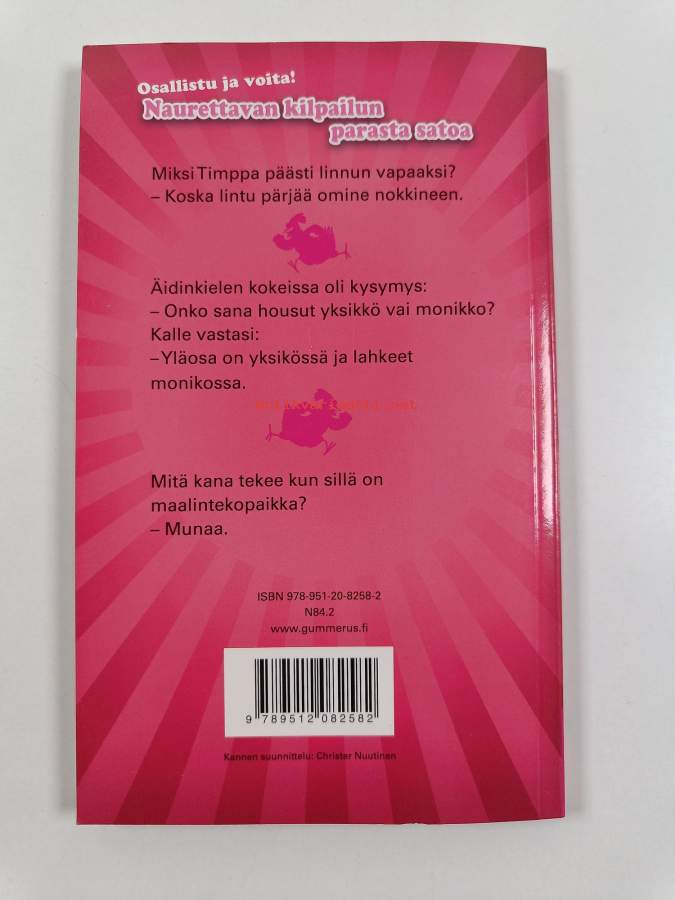 Osallistu ja voita!
Naurettavan kilpailun
parasta satoa
Miksi Timppa päästi linnun vapaaksi?
– Koska lintu pärjää omine nokkineen.
Äidinkielen kokeissa oli kysymys:
– Onko sana housut yksikkö vai monikko?
Kalle vastasi:
– Yläosa on yksikössä ja lahkeet
monikossa.
antikvariaatti.net
Mitä kana tekee kun sillä on
maalintekopaikka?
– Munaa.
ISBN 978-951-20-8258-2
N84.2
www.gummerus.fi
9 789512 082582
Kannen suunnittelu: Christer Nuutinen